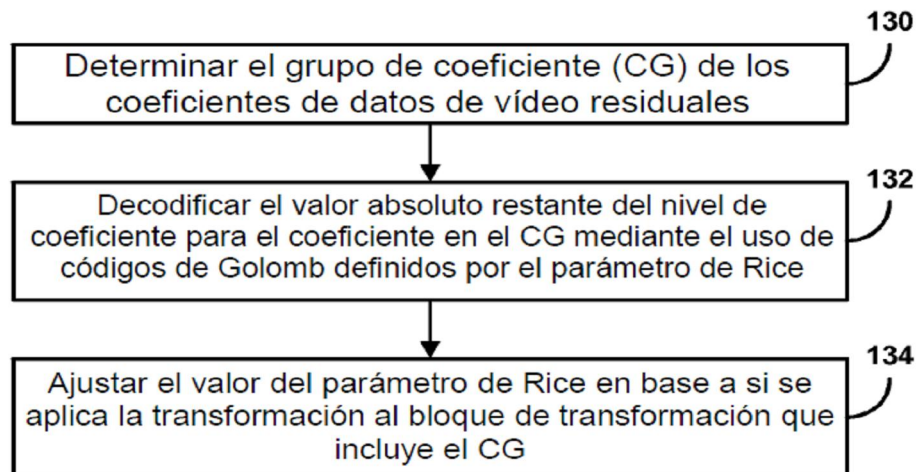 130
Determinar el grupo de coeficiente (CG) de los
coeficientes de datos de vídeo residuales
132
Decodificar el valor absoluto restante del nivel de
coeficiente para el coeficiente en el CG mediante el uso de
códigos de Golomb definidos por el parámetro de Rice
134
Ajustar el valor del parámetro de Rice en base a si se
aplica la transformación al bloque de transformación que
incluye el CG